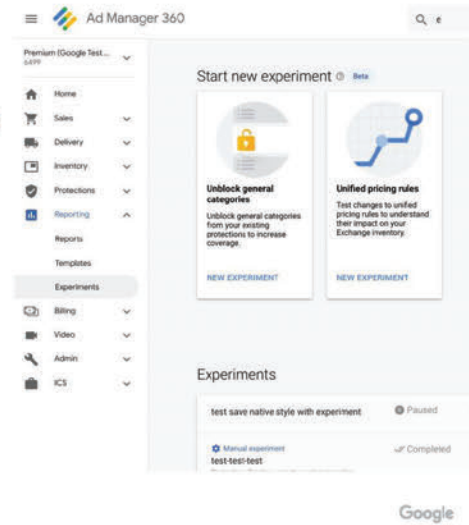 Ad Manager 360
Premium (Google Test...
6499
Home
Sales
Delivery
Inventory
Protections
Reporting
Reports
Templates
Experiments
Billing
Video
Admin
ICS
Start new experiment Beta
Unblock general
categories
Unblock general categories
from your existing
protections to increase
coverage.
NEW EXPERIMENT
Unified pricing rules
Test changes to unified
pricing rules to understand
their impact on your
Exchange inventory.
NEW EXPERIMENT
Experiments
test save native style with experiment Paused
Manual experiment
test-test-test Completed
Google